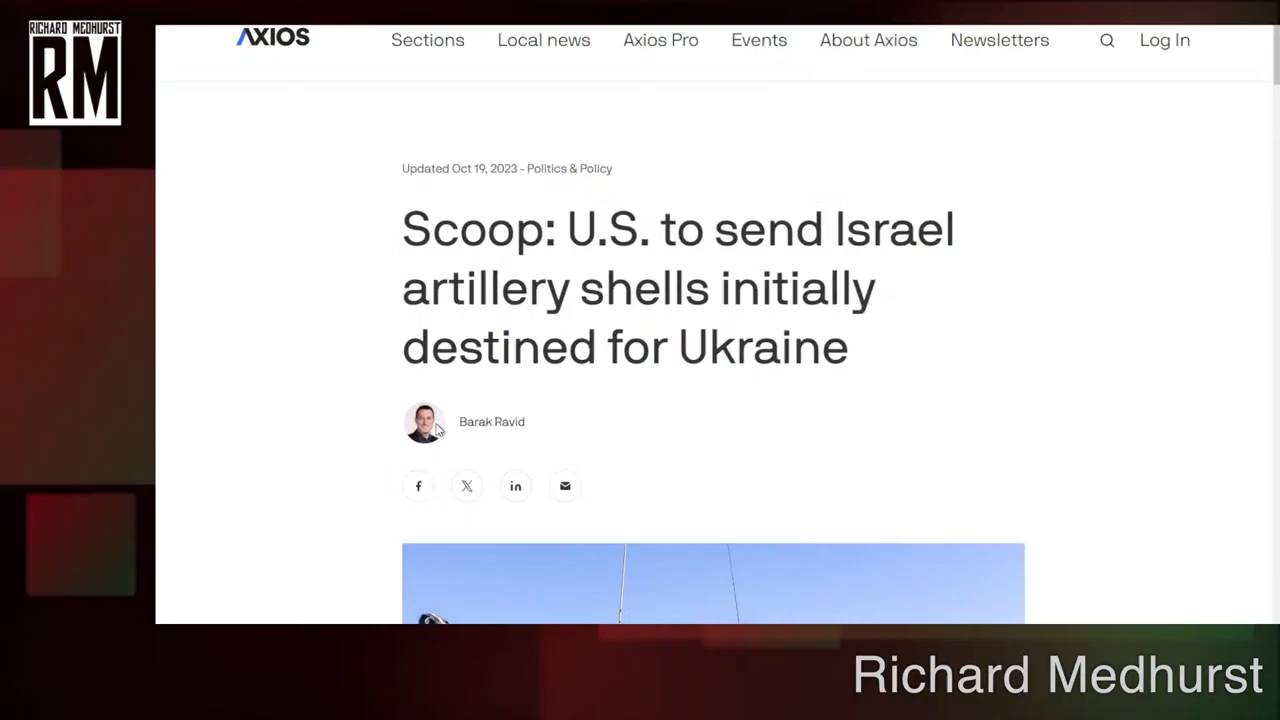 RICHARD MEDHURST
RM
AXIOS
Sections Local news Axios Pro Events About Axios Newsletters Log In
Updated Oct 19, 2023 - Politics & Policy
Scoop: U.S. to send Israel
artillery shells initially
destined for Ukraine
Barak Ravid
Richard Medhurst